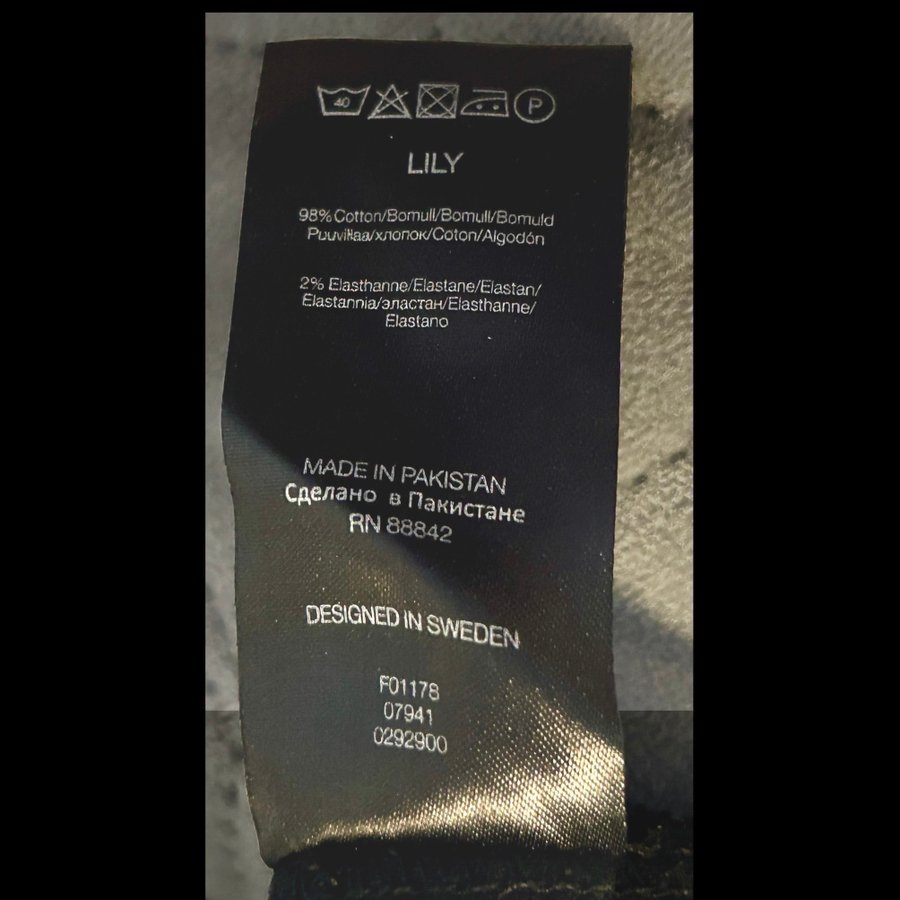 40 P
LILY
98% Cotton/Bomull/Bomull/Bomuld
Puuvillaa/хлопок/Coton/Algodón
2% Elasthanne/Elastane/Elastan/
Elastannia/эластан/Elasthanne/
Elastano
MADE IN PAKISTAN
Сделано в Пакистане
RN 88842
DESIGNED IN SWEDEN
F01178
07941
0292900